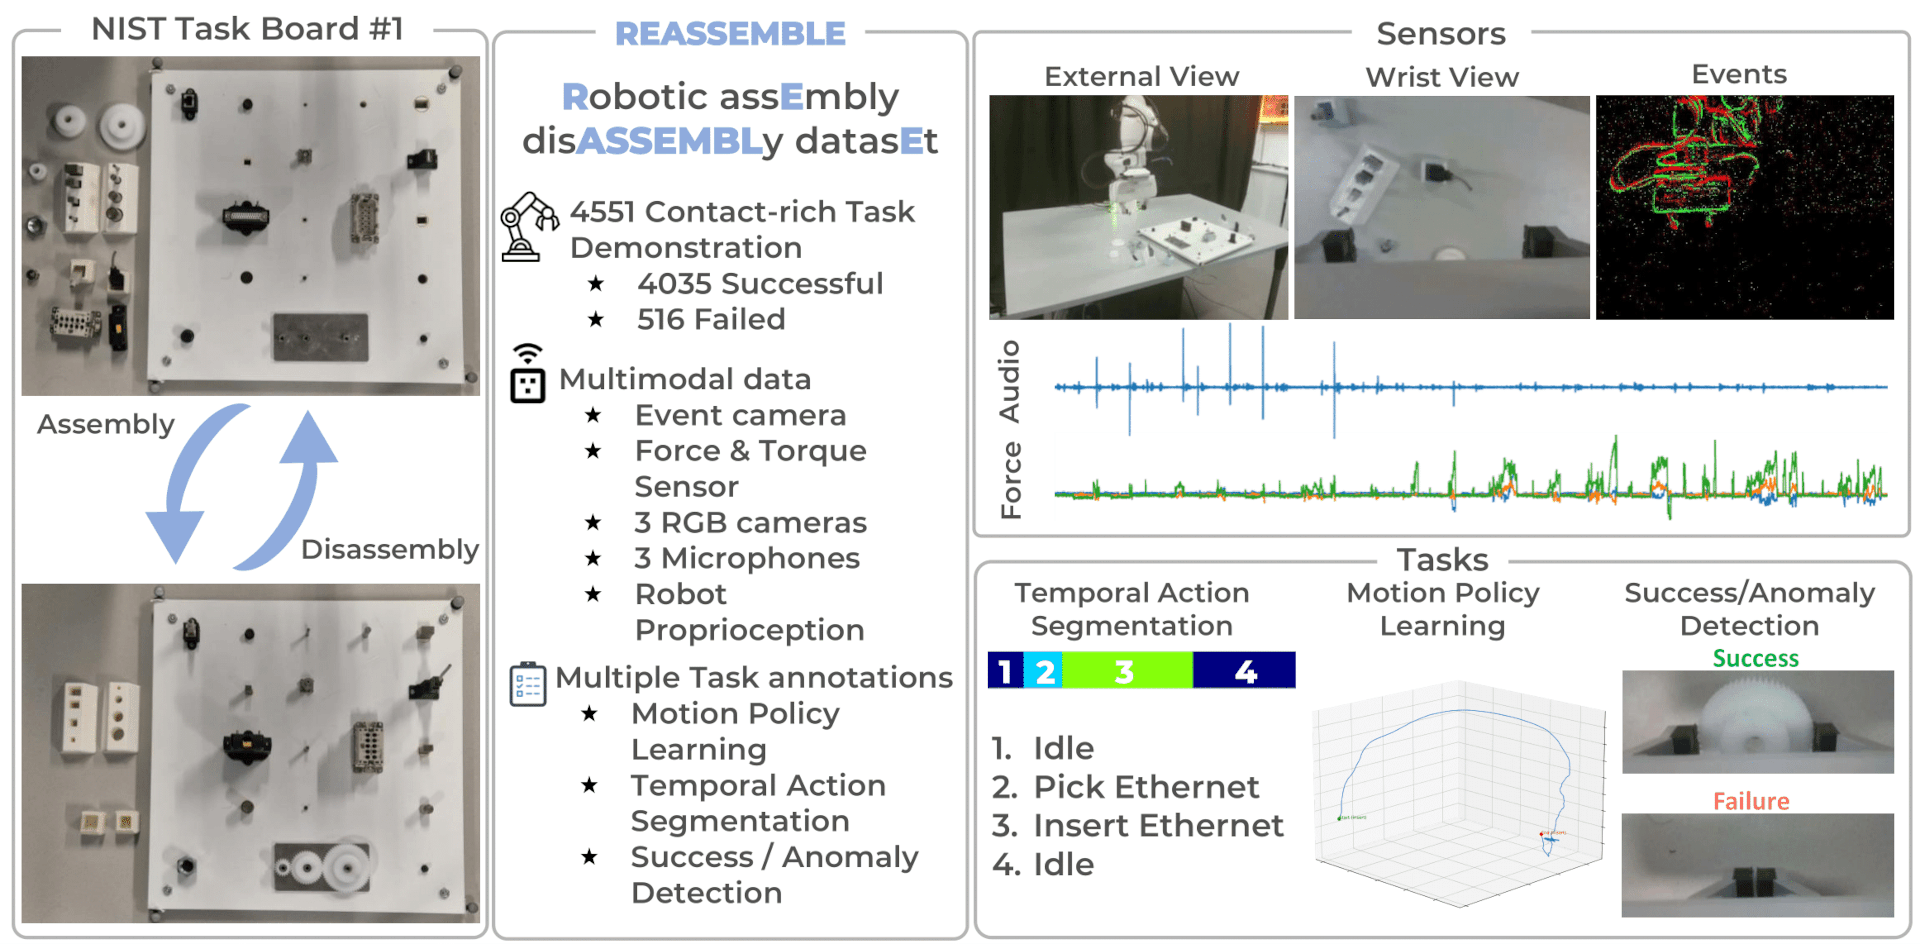 NIST Task Board #1
Assembly
Disassembly
REASSEMBLE
Robotic assEmbly
disASSEMBLy datasEt
4551 Contact-rich Task
Demonstration
★ 4035 Successful
★ 516 Failed
Multimodal data
★ Event camera
★ Force & Torque
Sensor
★ 3 RGB cameras
★ 3 Microphones
★ Robot
Proprioception
Multiple Task annotations
★ Motion Policy
Learning
★ Temporal Action
Segmentation
★ Success / Anomaly
Detection
Sensors
External View
Wrist View
Events
Audio
Force
Tasks
Temporal Action
Segmentation
1 2 3 4
1. Idle
2. Pick Ethernet
3. Insert Ethernet
4. Idle
Motion Policy
Learning
Success/Anomaly
Detection
Success
Failure